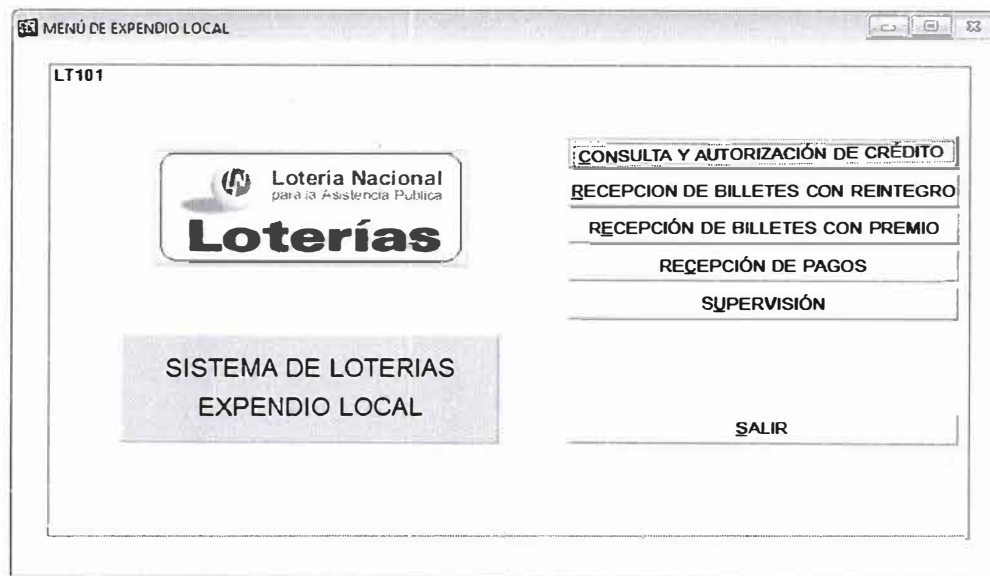 MENÚ DE EXPENDIO LOCAL
LT101
Lotería Nacional
para la Asistencia Pública
Loterías
SISTEMA DE LOTERIAS
EXPENDIO LOCAL
CONSULTA Y AUTORIZACIÓN DE CRÉDITO
RECEPCION DE BILLETES CON REINTEGRO
RECEPCIÓN DE BILLETES CON PREMIO
RECEPCIÓN DE PAGOS
SUPERVISIÓN
SALIR